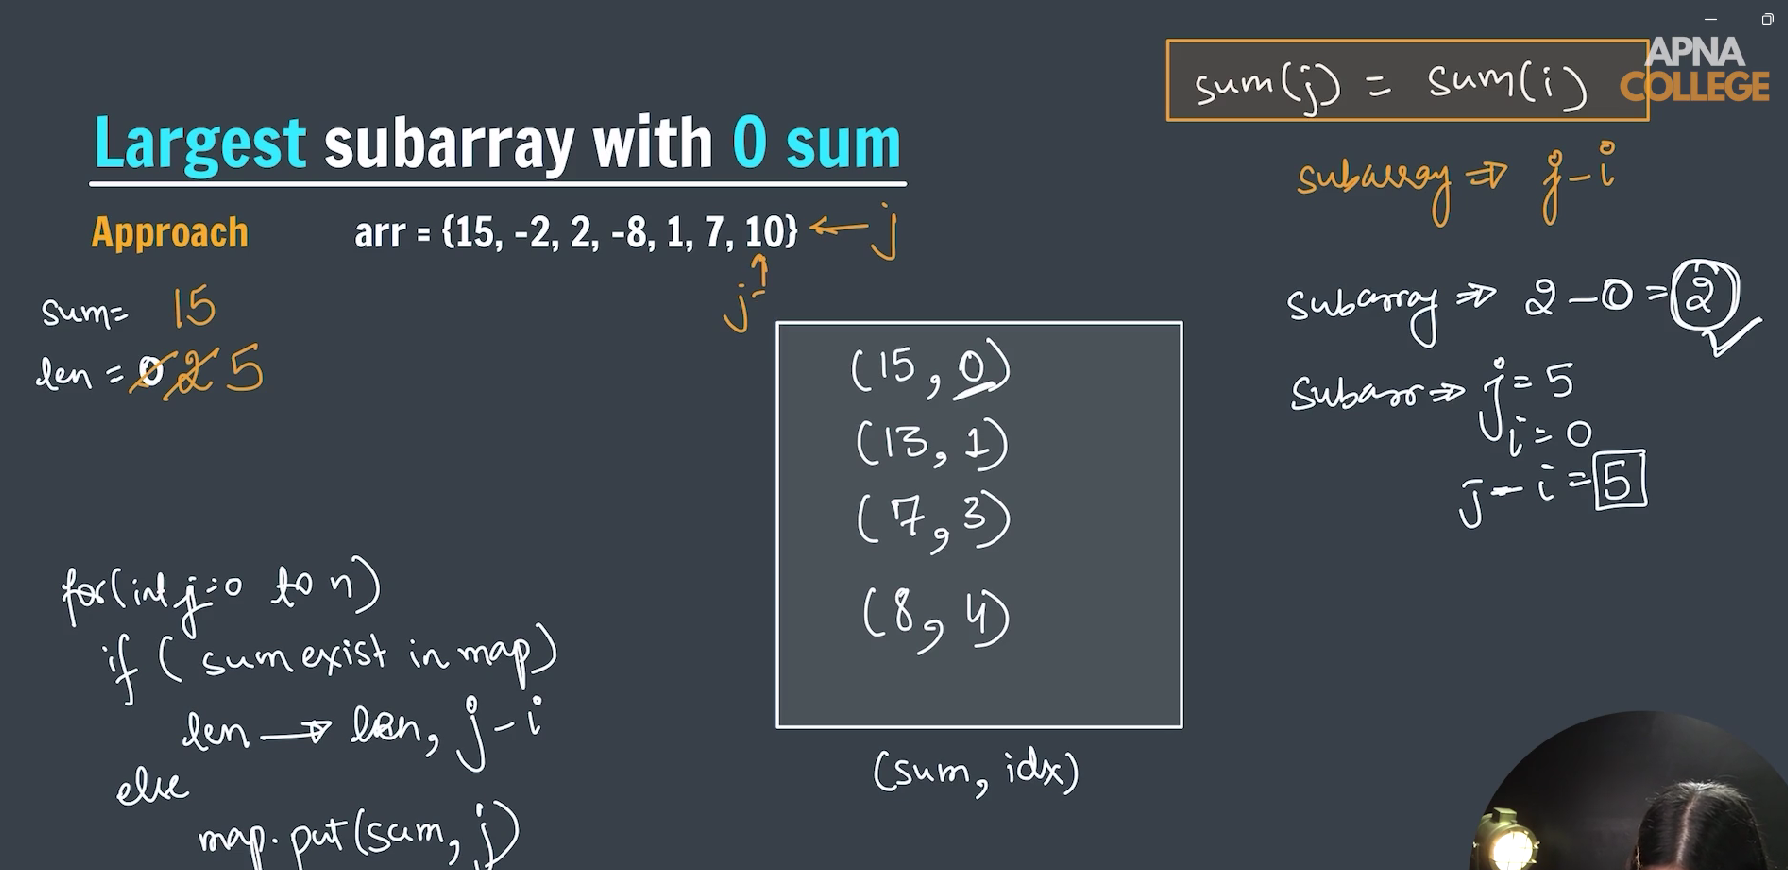 APNA
COLLEGE
sum(j) = sum(i)
subarray ⇒ j-i
Largest subarray with 0 sum
Approach arr = {15, -2, 2, -8, 1, 7, 10} ← j
j
sum= 15
len = 0 2 5
(15, 0)
(13, 1)
(7, 3)
(8, 4)
(sum, idx)
subarray ⇒ 2-0=2
Subarr ⇒ j=5
i=0
j-i=5
for(int j=0 to n)
if ( sum exist in map)
len → len, j-i
else
map.put(sum, j)